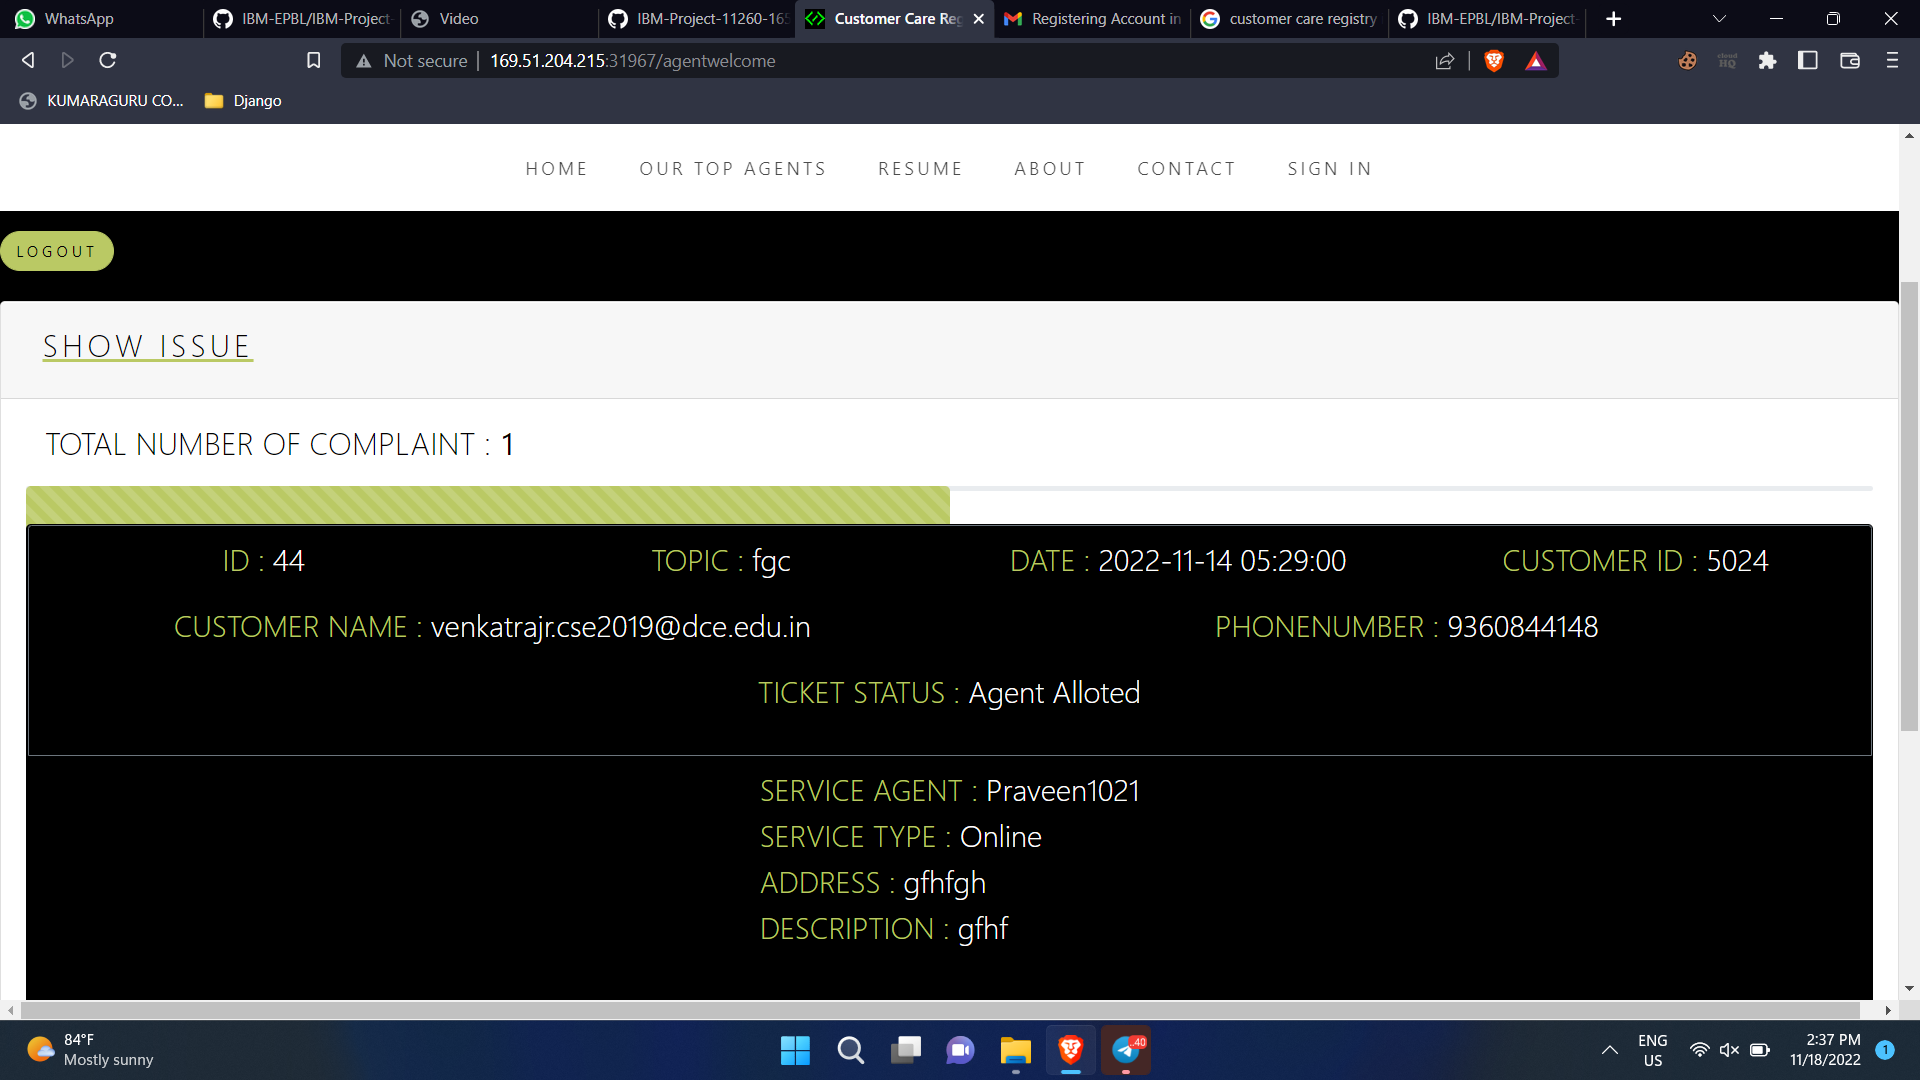 WhatsApp
IBM-EPBL/IBM-Project-
Video
IBM-Project-11260-165
Customer Care Reg
Registering Account in
customer care registry
IBM-EPBL/IBM-Project-
Not secure
169.51.204.215:31967/agentwelcome
cloud
HQ
KUMARAGURU CO...
Django
HOME
OUR TOP AGENTS
RESUME
ABOUT
CONTACT
SIGN IN
LOGOUT
SHOW ISSUE
TOTAL NUMBER OF COMPLAINT : 1
ID : 44
TOPIC : fgc
DATE : 2022-11-14 05:29:00
CUSTOMER ID : 5024
CUSTOMER NAME : venkatrajr.cse2019@dce.edu.in
PHONENUMBER : 9360844148
TICKET STATUS : Agent Alloted
SERVICE AGENT : Praveen1021
SERVICE TYPE : Online
ADDRESS : gfhfgh
DESCRIPTION : gfhf
84°F
Mostly sunny
40
ENG
US
2:37 PM
11/18/2022
1